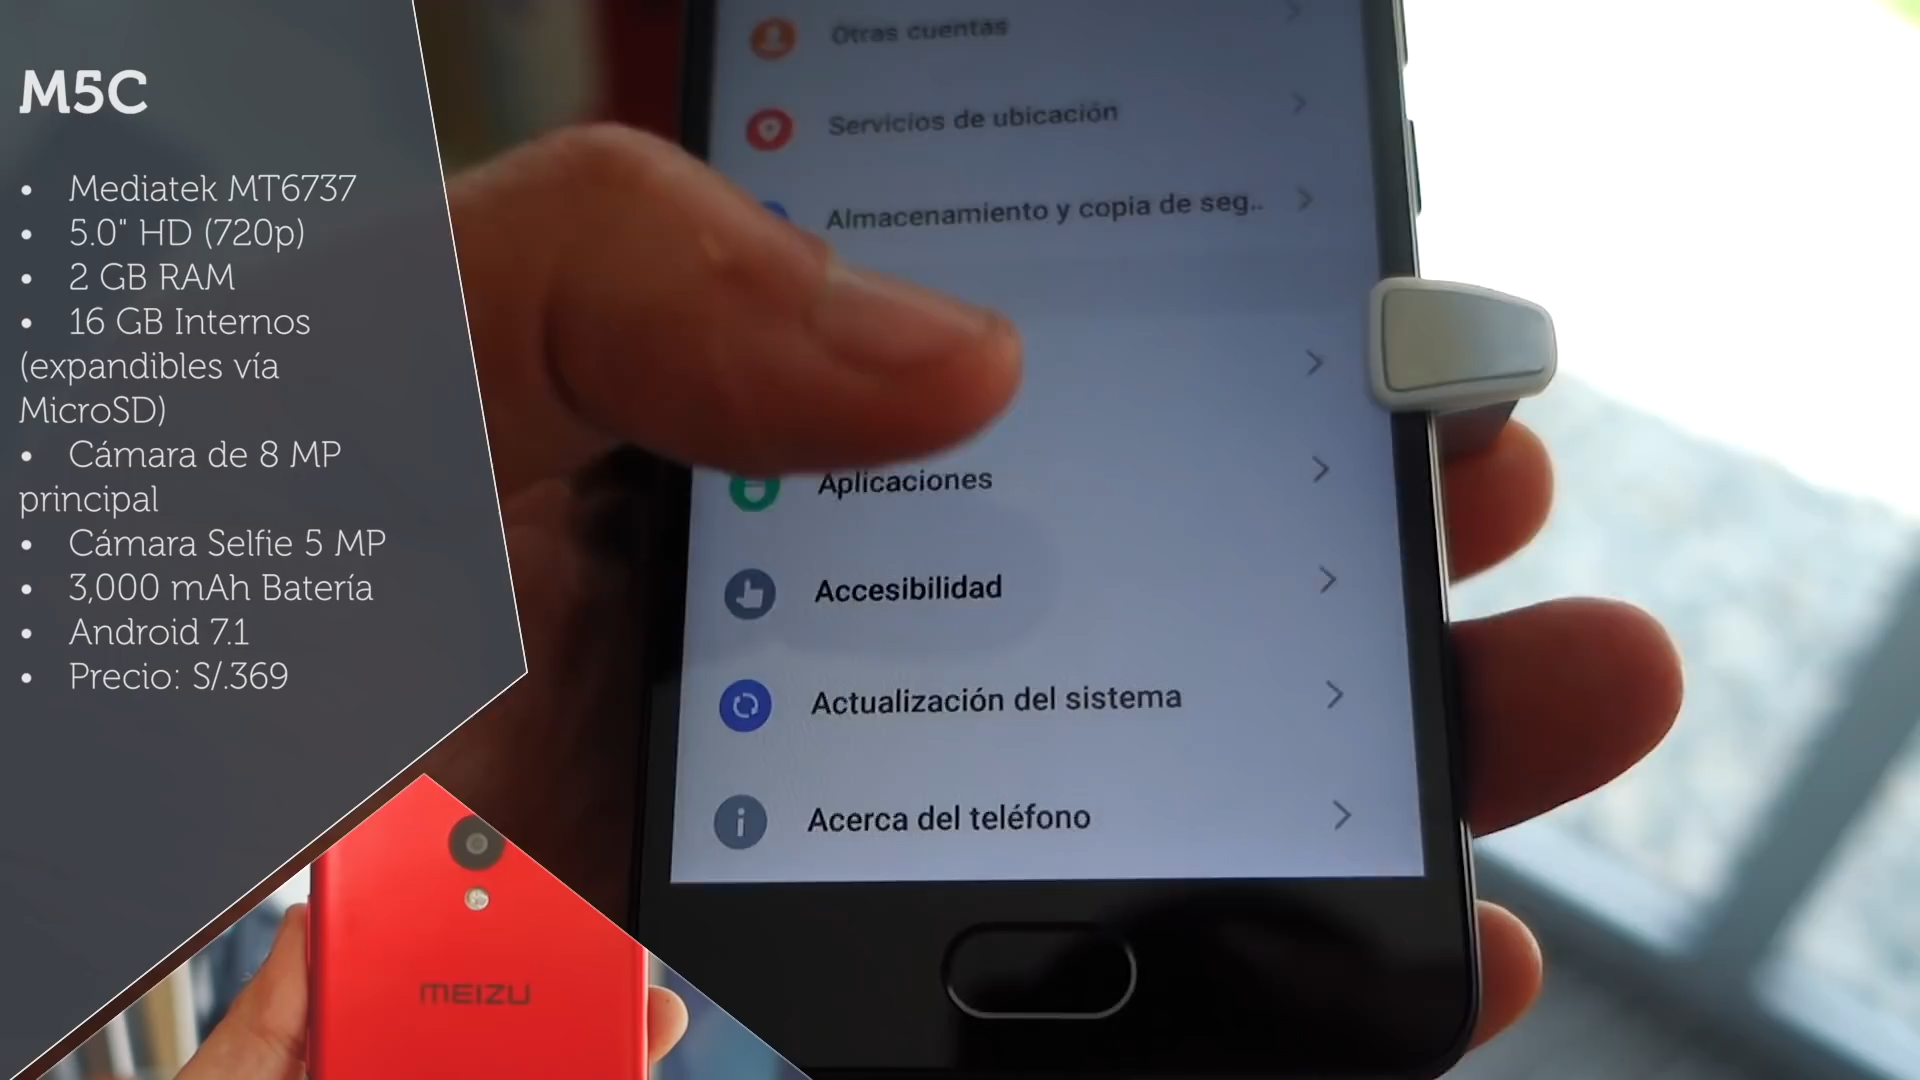 M5C
• Mediatek MT6737
• 5.0" HD (720p)
• 2 GB RAM
• 16 GB Internos
(expandibles vía
MicroSD)
• Cámara de 8 MP
principal
• Cámara Selfie 5 MP
• 3,000 mAh Batería
• Android 7.1
• Precio: S/.369
Otras cuentas
Servicios de ubicación
Almacenamiento y copia de seg..
Aplicaciones
Accesibilidad
Actualización del sistema
Acerca del teléfono
MEIZU